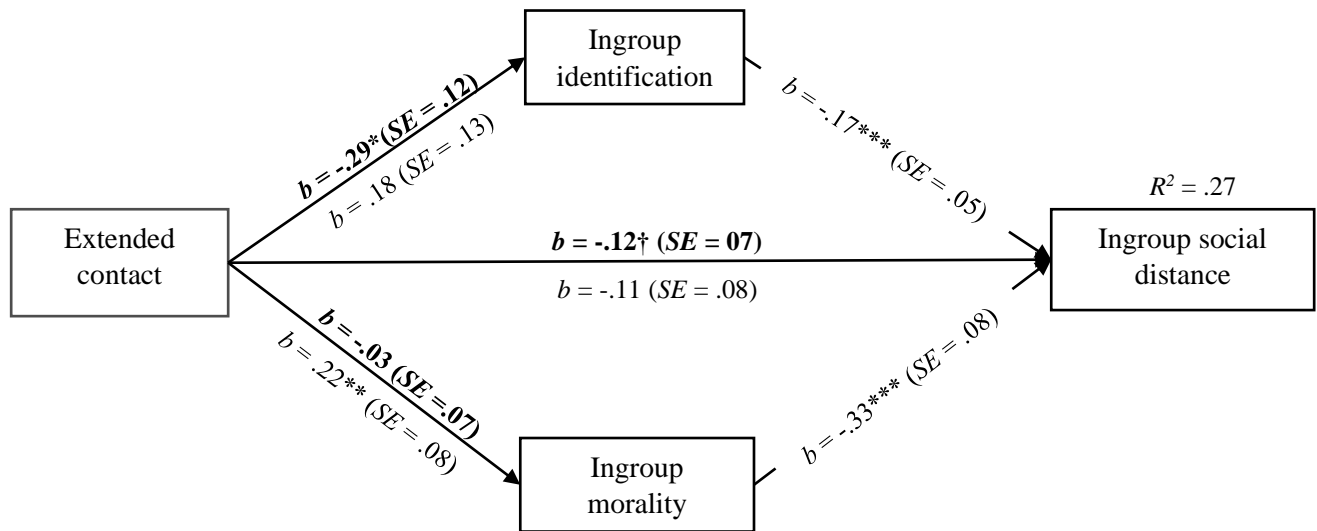 Ingroup
identification
b = -.29* (SE = .12)
b = .18 (SE = .13)
b = -.17*** (SE = .05)
R² = .27
Extended
contact
b = -.12† (SE = 07)
b = -.11 (SE = .08)
Ingroup social
distance
b = -.03 (SE =.07)
b = .22** (SE = .08)
b = -.33*** (SE = .08)
Ingroup
morality